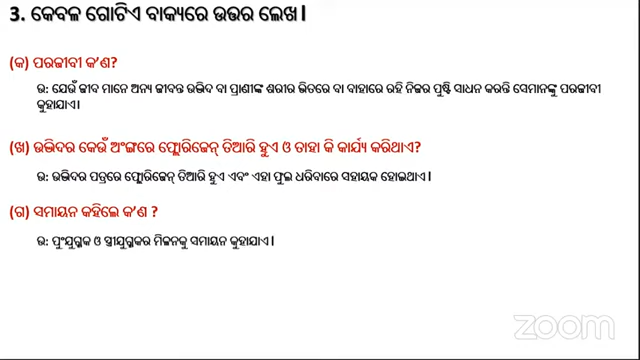 3. କେବଳ ଗୋଟିଏ ବାକ୍ୟରେ ଉତ୍ତର ଲେଖ।
(କ) ପରଜୀବୀ କ'ଣ?
ଉ: ଯେଉଁ ଜୀବ ମାନେ ଅନ୍ୟ ଜୀବନ୍ତ ଉଦ୍ଭିଦ ବା ପ୍ରାଣୀଙ୍କ ଶରୀର ଭିତରେ ବା ବାହାରେ ରହି ନିଜର ପୁଷ୍ଟି ସାଧନ କରନ୍ତି ସେମାନଙ୍କୁ ପରଜୀବୀ
କୁହାଯାଏ।
(ଖ) ଉଦ୍ଭିଦର କେଉଁ ଅଂଙ୍ଗରେ ଫ୍ଲୋରିଜେନ୍ ତିଆରି ହୁଏ ଓ ତାହା କି କାର୍ଯ୍ୟ କରିଥାଏ?
ଉ: ଉଦ୍ଭିଦର ପତ୍ରରେ ଫ୍ଲୋରିଜେନ୍ ତିଆରି ହୁଏ ଏବଂ ଏହା ଫୁଲ ଧରିବାରେ ସହାୟକ ହୋଇଥାଏ।
(ଗ) ସମାୟନ କହିଲେ କ'ଣ ?
ଉ: ପୁଂଯୁଗ୍ମକ ଓ ସ୍ତ୍ରୀଯୁଗ୍ମକର ମିଳନକୁ ସମାୟନ କୁହାଯାଏ।
zoom